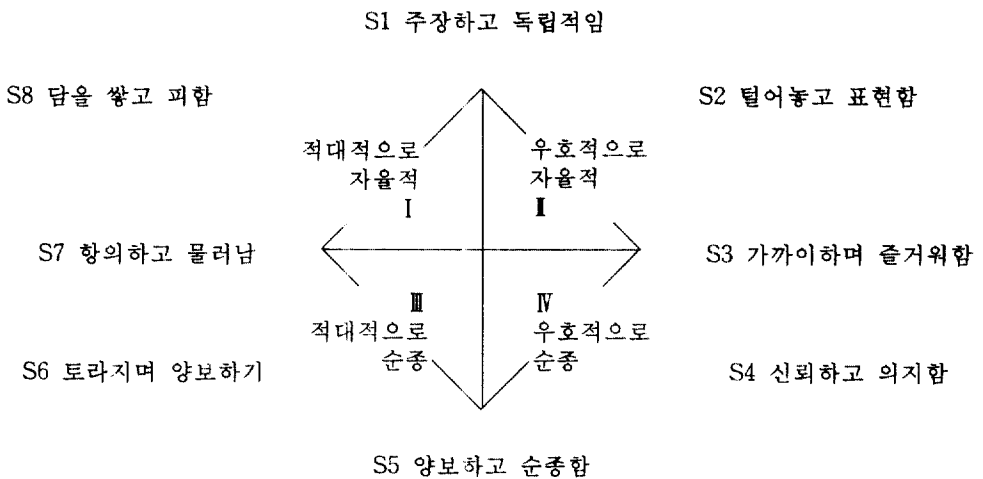 S1 주장하고 독립적임
S8 담을 쌓고 피함
S2 털어놓고 표현함
적대적으로
자율적
I
우호적으로
자율적
II
S7 항의하고 물러남
S3 가까이하며 즐거워함
III
적대적으로
순종
IV
우호적으로
순종
S6 토라지며 양보하기
S4 신뢰하고 의지함
S5 양보하고 순종함